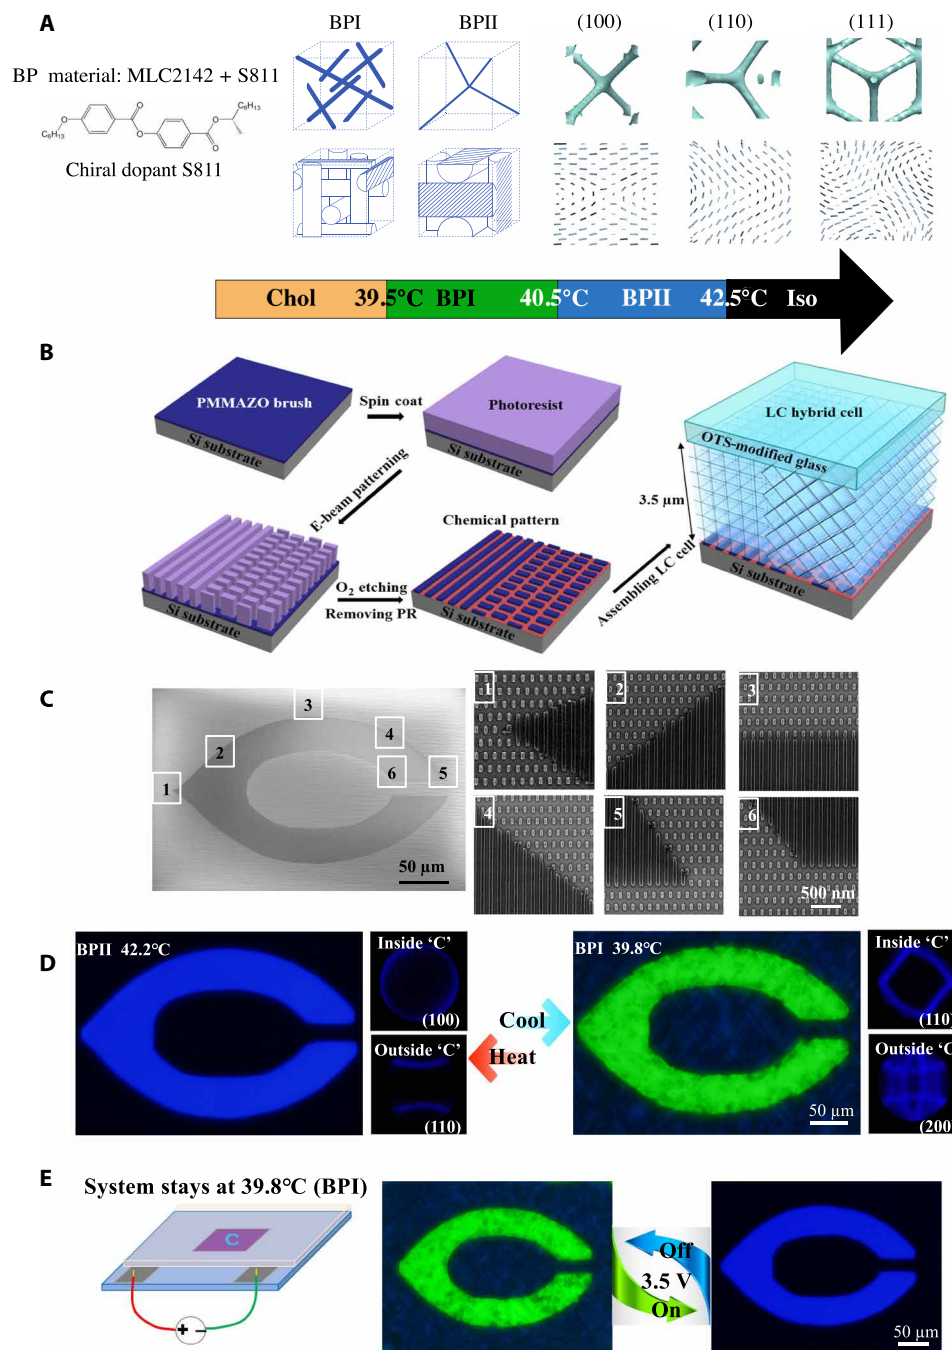 A
BPI
BPII
(100)
(110)
(111)
BP material: MLC2142 + S811
C₆H₁₃
O
O
O
O
O
C₆H₁₃
Chiral dopant S811
Chol
39.5°C
BPI
40.5°C
BPII
42.5°C
Iso
B
PMMAZO brush
Si substrate
Spin coat
Photoresist
Si substrate
E-beam patterning
Si substrate
O₂ etching
Removing PR
Chemical pattern
Si substrate
Assembling LC cell
LC hybrid cell
OTS-modified glass
3.5 µm
Si substrate
C
1
2
3
4
5
6
50 µm
1
2
3
4
5
6
500 nm
D
BPII 42.2°C
Inside 'C'
(100)
Outside 'C'
(110)
Cool
Heat
BPI 39.8°C
50 µm
Inside 'C'
(110)
Outside 'C
(200
E
System stays at 39.8°C (BPI)
C
+ −
Off
3.5 V
On
50 µm